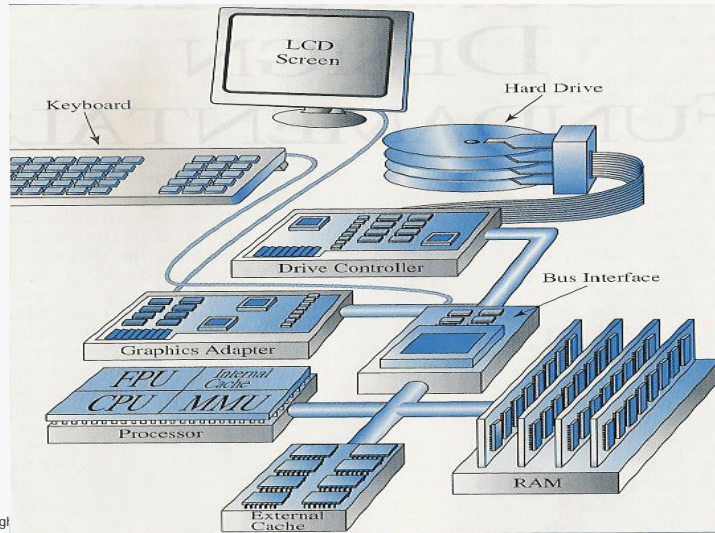 LCD
Screen
Keyboard
Hard Drive
Drive Controller
Bus Interface
Graphics Adapter
FPU
Internal
Cache
CPU
MMU
Processor
RAM
External
Cache